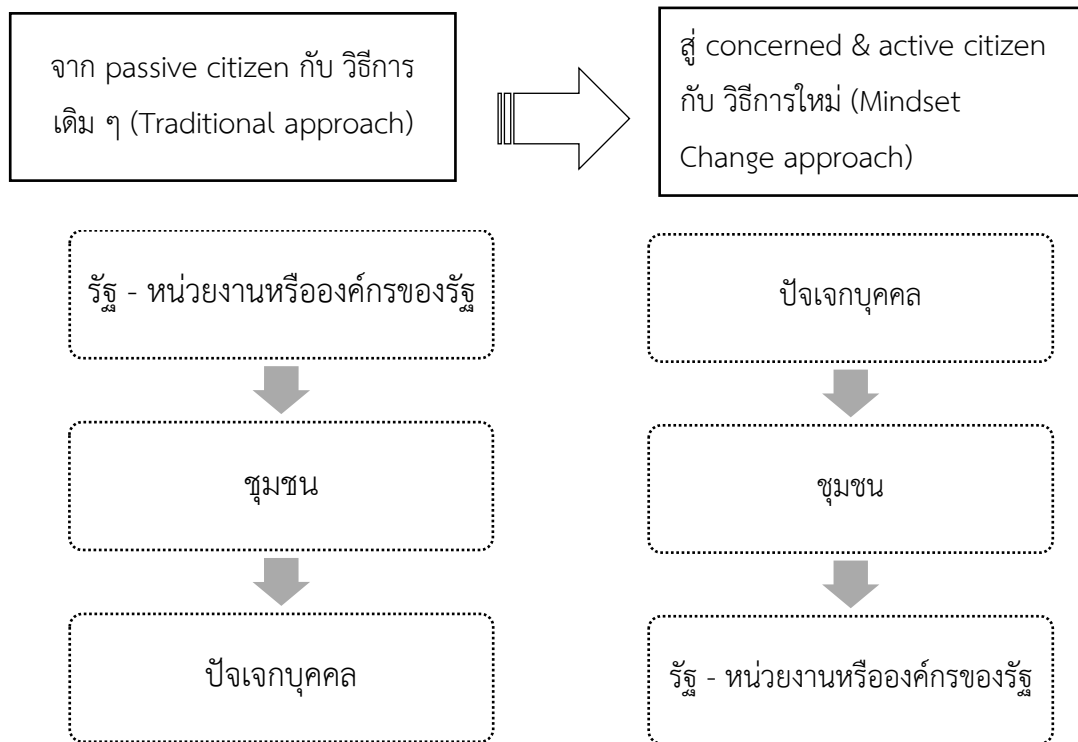 จาก passive citizen กับ วิธีการ
เดิม ๆ (Traditional approach)
สู่ concerned & active citizen
กับ วิธีการใหม่ (Mindset
Change approach)
รัฐ - หน่วยงานหรือองค์กรของรัฐ
ชุมชน
ปัจเจกบุคคล
ปัจเจกบุคคล
ชุมชน
รัฐ - หน่วยงานหรือองค์กรของรัฐ